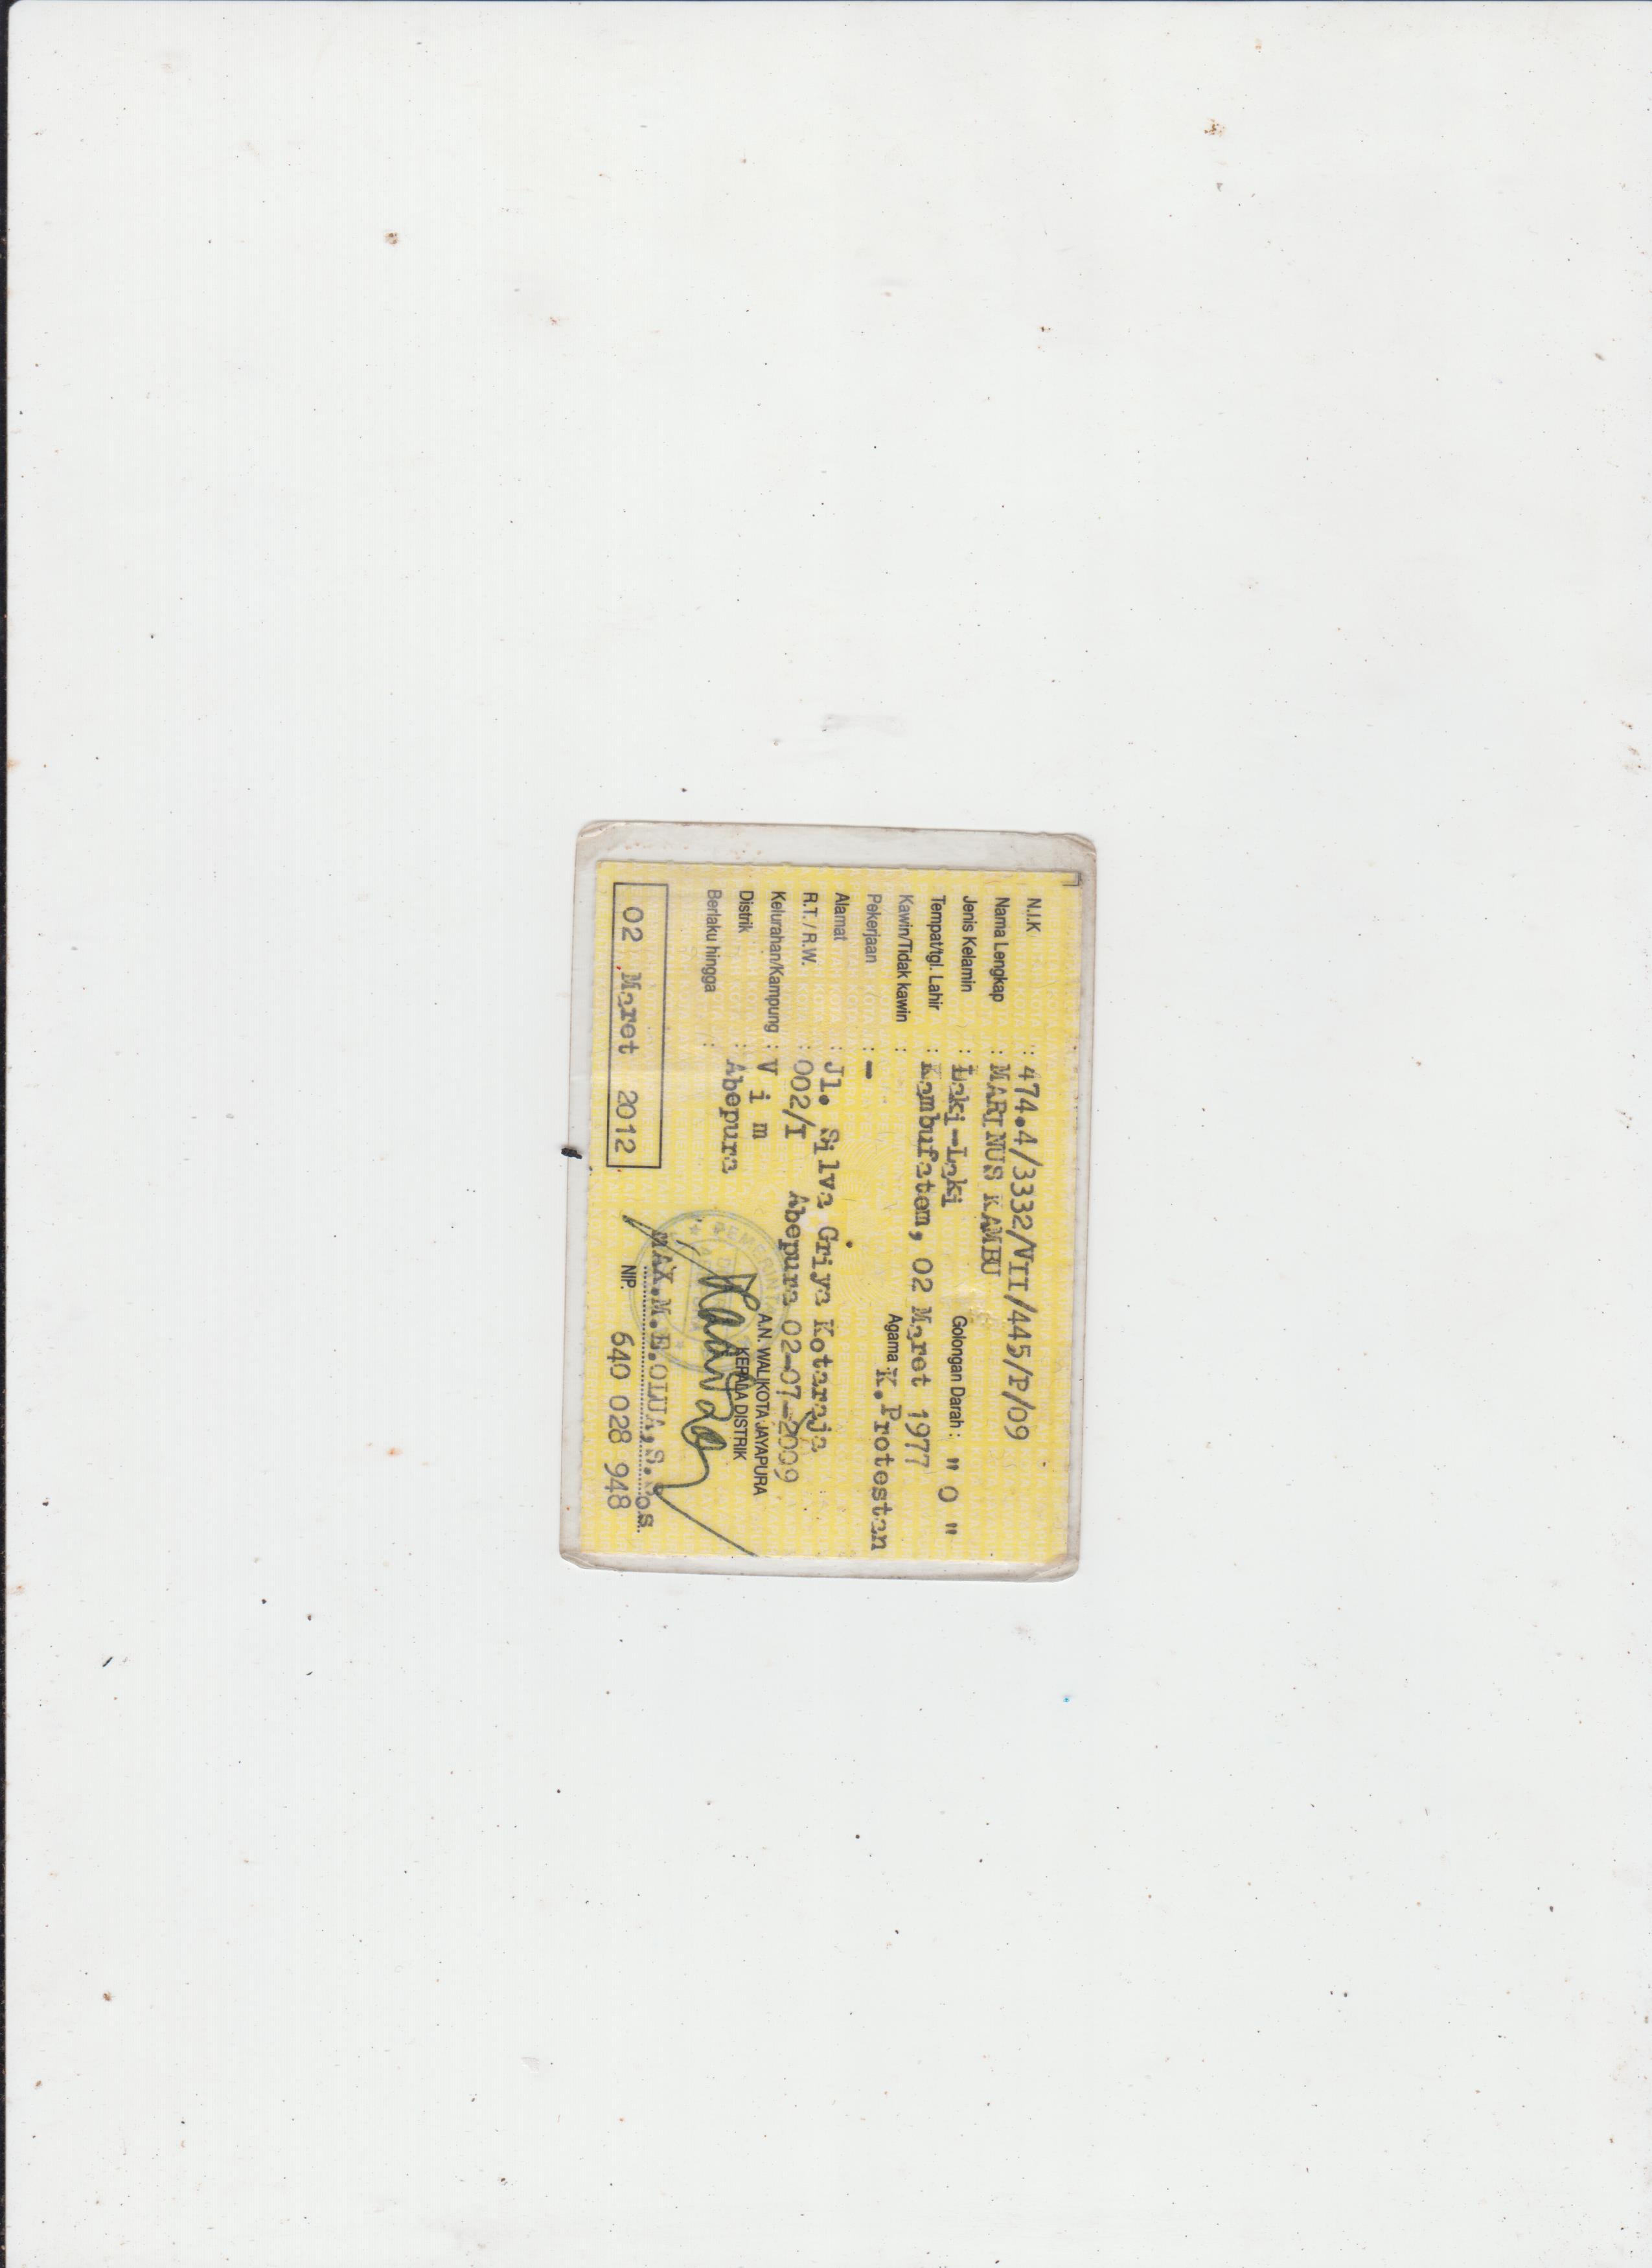 N.I.K : 474.4/3332/VII/445/P/09
Nama Lengkap : MARINUS KAMBU
Jenis Kelamin : Laki-Laki Golongan Darah : " O "
Tempat/tgl. Lahir : Kambufatem, 02 Maret 1977
Kawin/Tidak kawin : Agama K.Protestan
Pekerjaan : -
Alamat : Jl. Silva Griya Kotaraja
R.T. / R.W. : 002/I Abepura 02-07-2009
Kelurahan/Kampung : V i m
A.N. WALIKOTA JAYAPURA
Distrik : Abepura
KEPALA DISTRIK
Berlaku hingga :
02 Maret 2012
MAX.M.E.OLUA,S.Sos.
NIP. 640 028 948